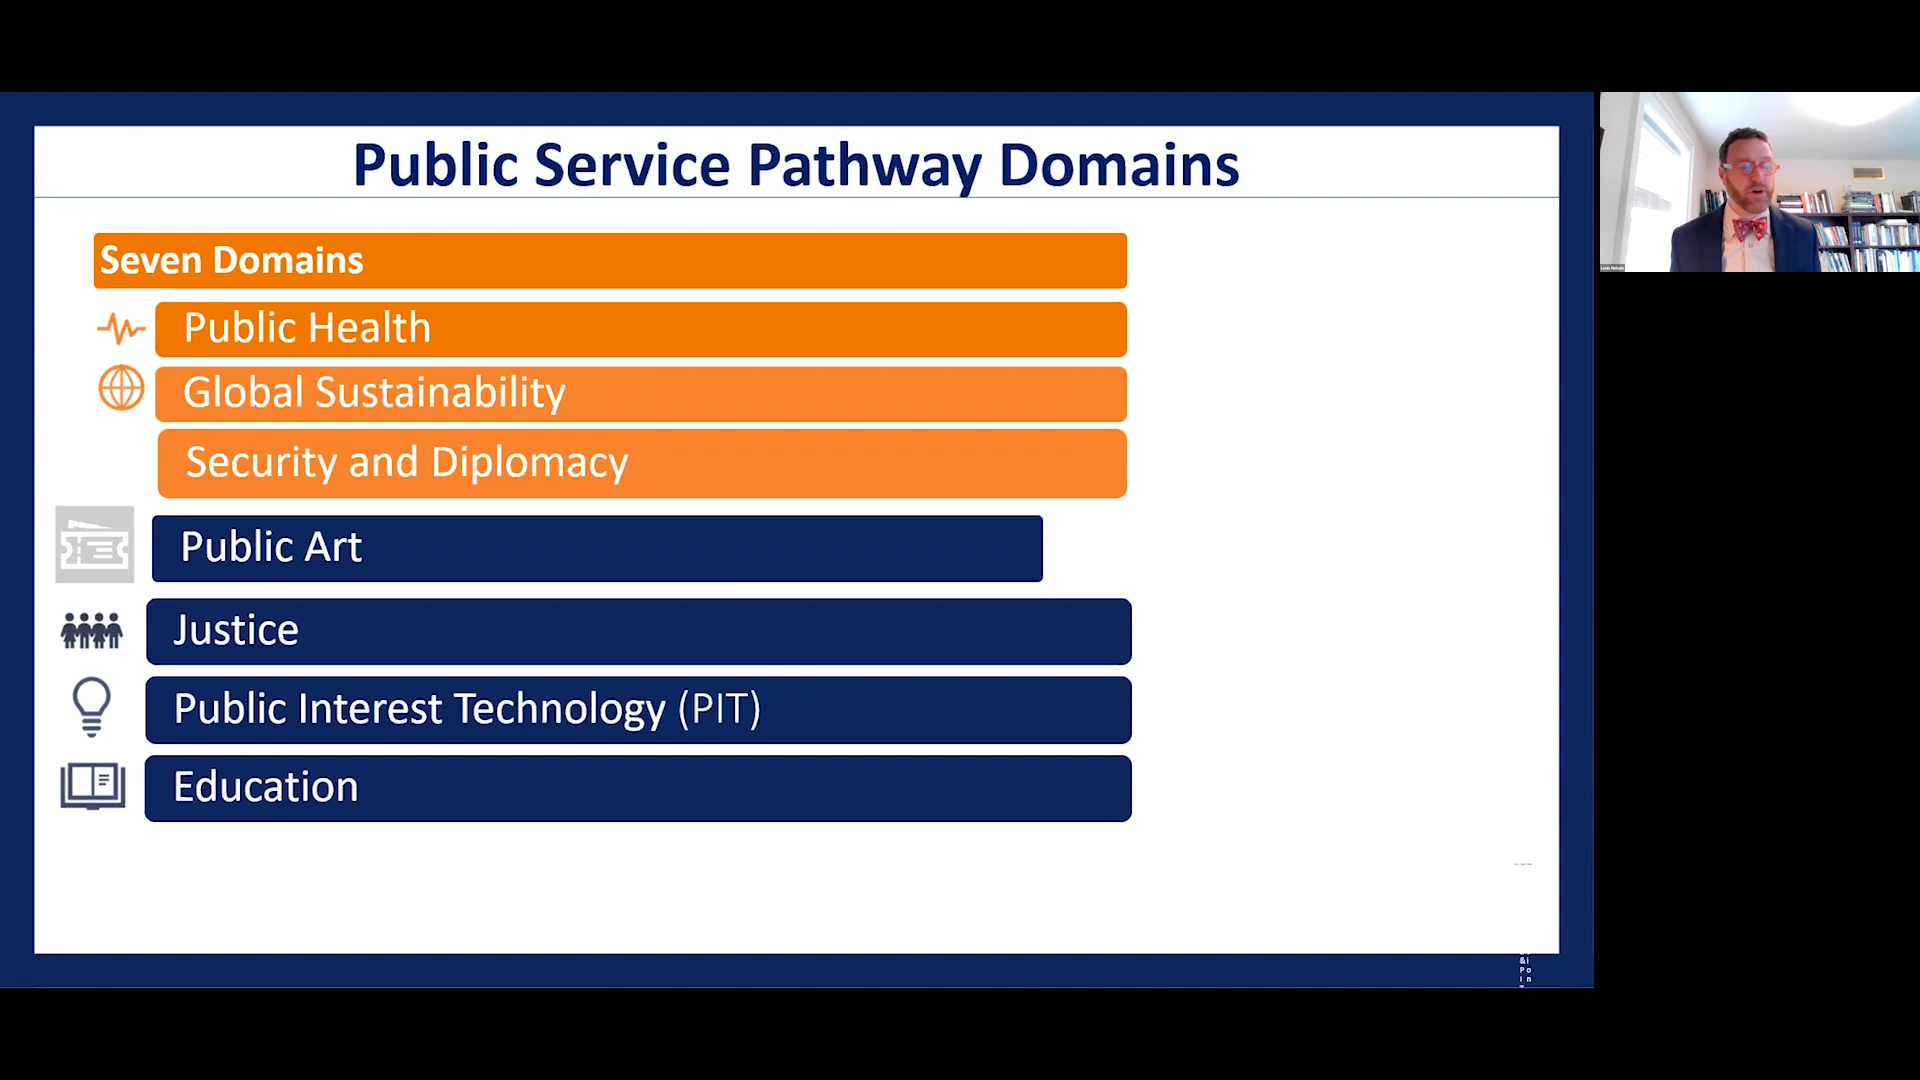 Public Service Pathway Domains
Seven Domains
Public Health
Global Sustainability
Security and Diplomacy
Public Art
Justice
Public Interest Technology (PIT)
Education